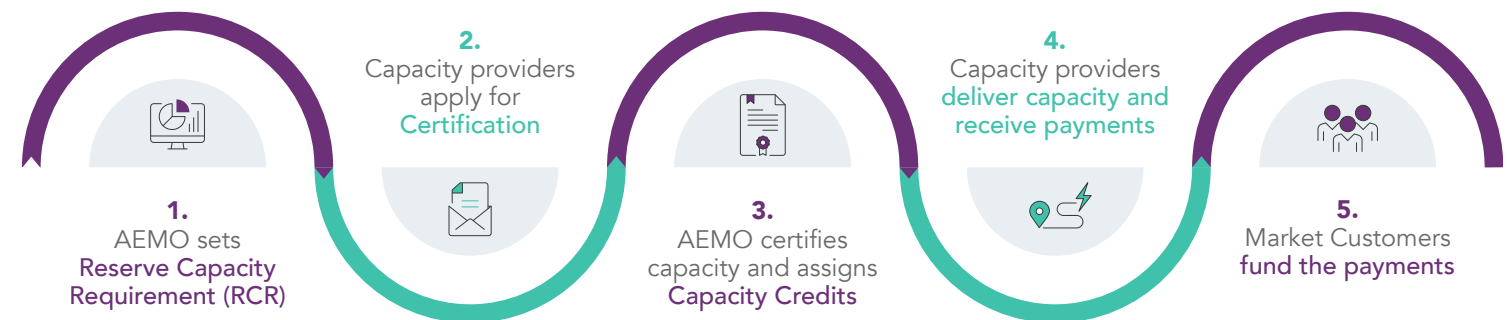 1.
AEMO sets
Reserve Capacity
Requirement (RCR)
2.
Capacity providers
apply for
Certification
3.
AEMO certifies
capacity and assigns
Capacity Credits
4.
Capacity providers
deliver capacity and
receive payments
5.
Market Customers
fund the payments